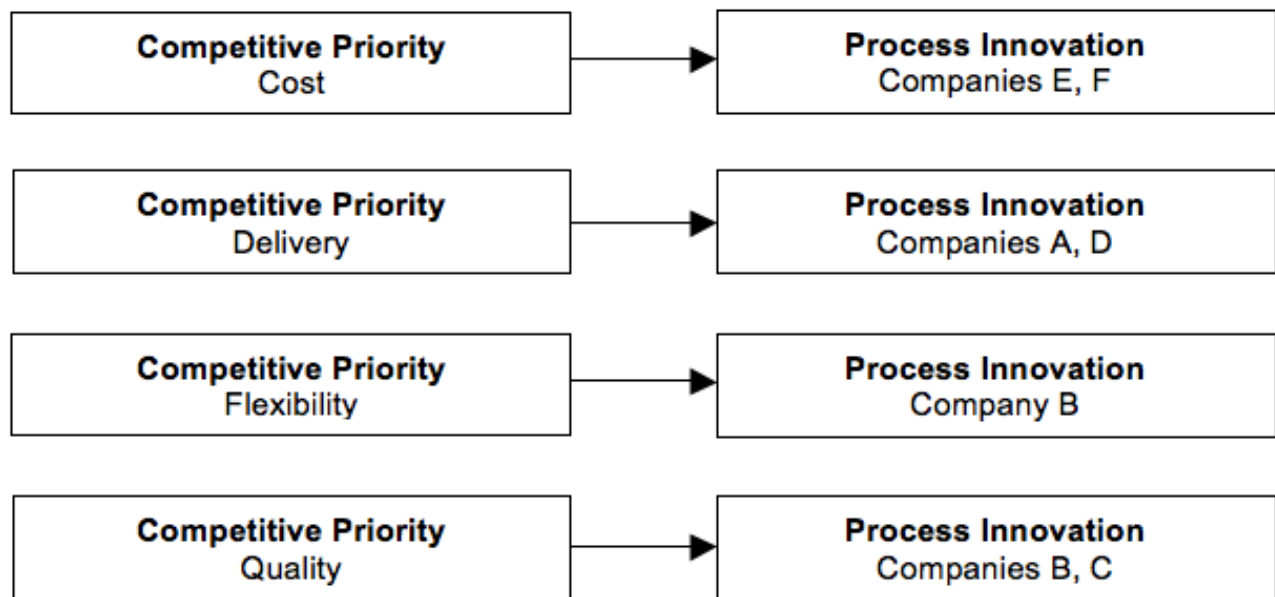 Competitive Priority
Cost
Process Innovation
Companies E, F
Competitive Priority
Delivery
Process Innovation
Companies A, D
Competitive Priority
Flexibility
Process Innovation
Company B
Competitive Priority
Quality
Process Innovation
Companies B, C